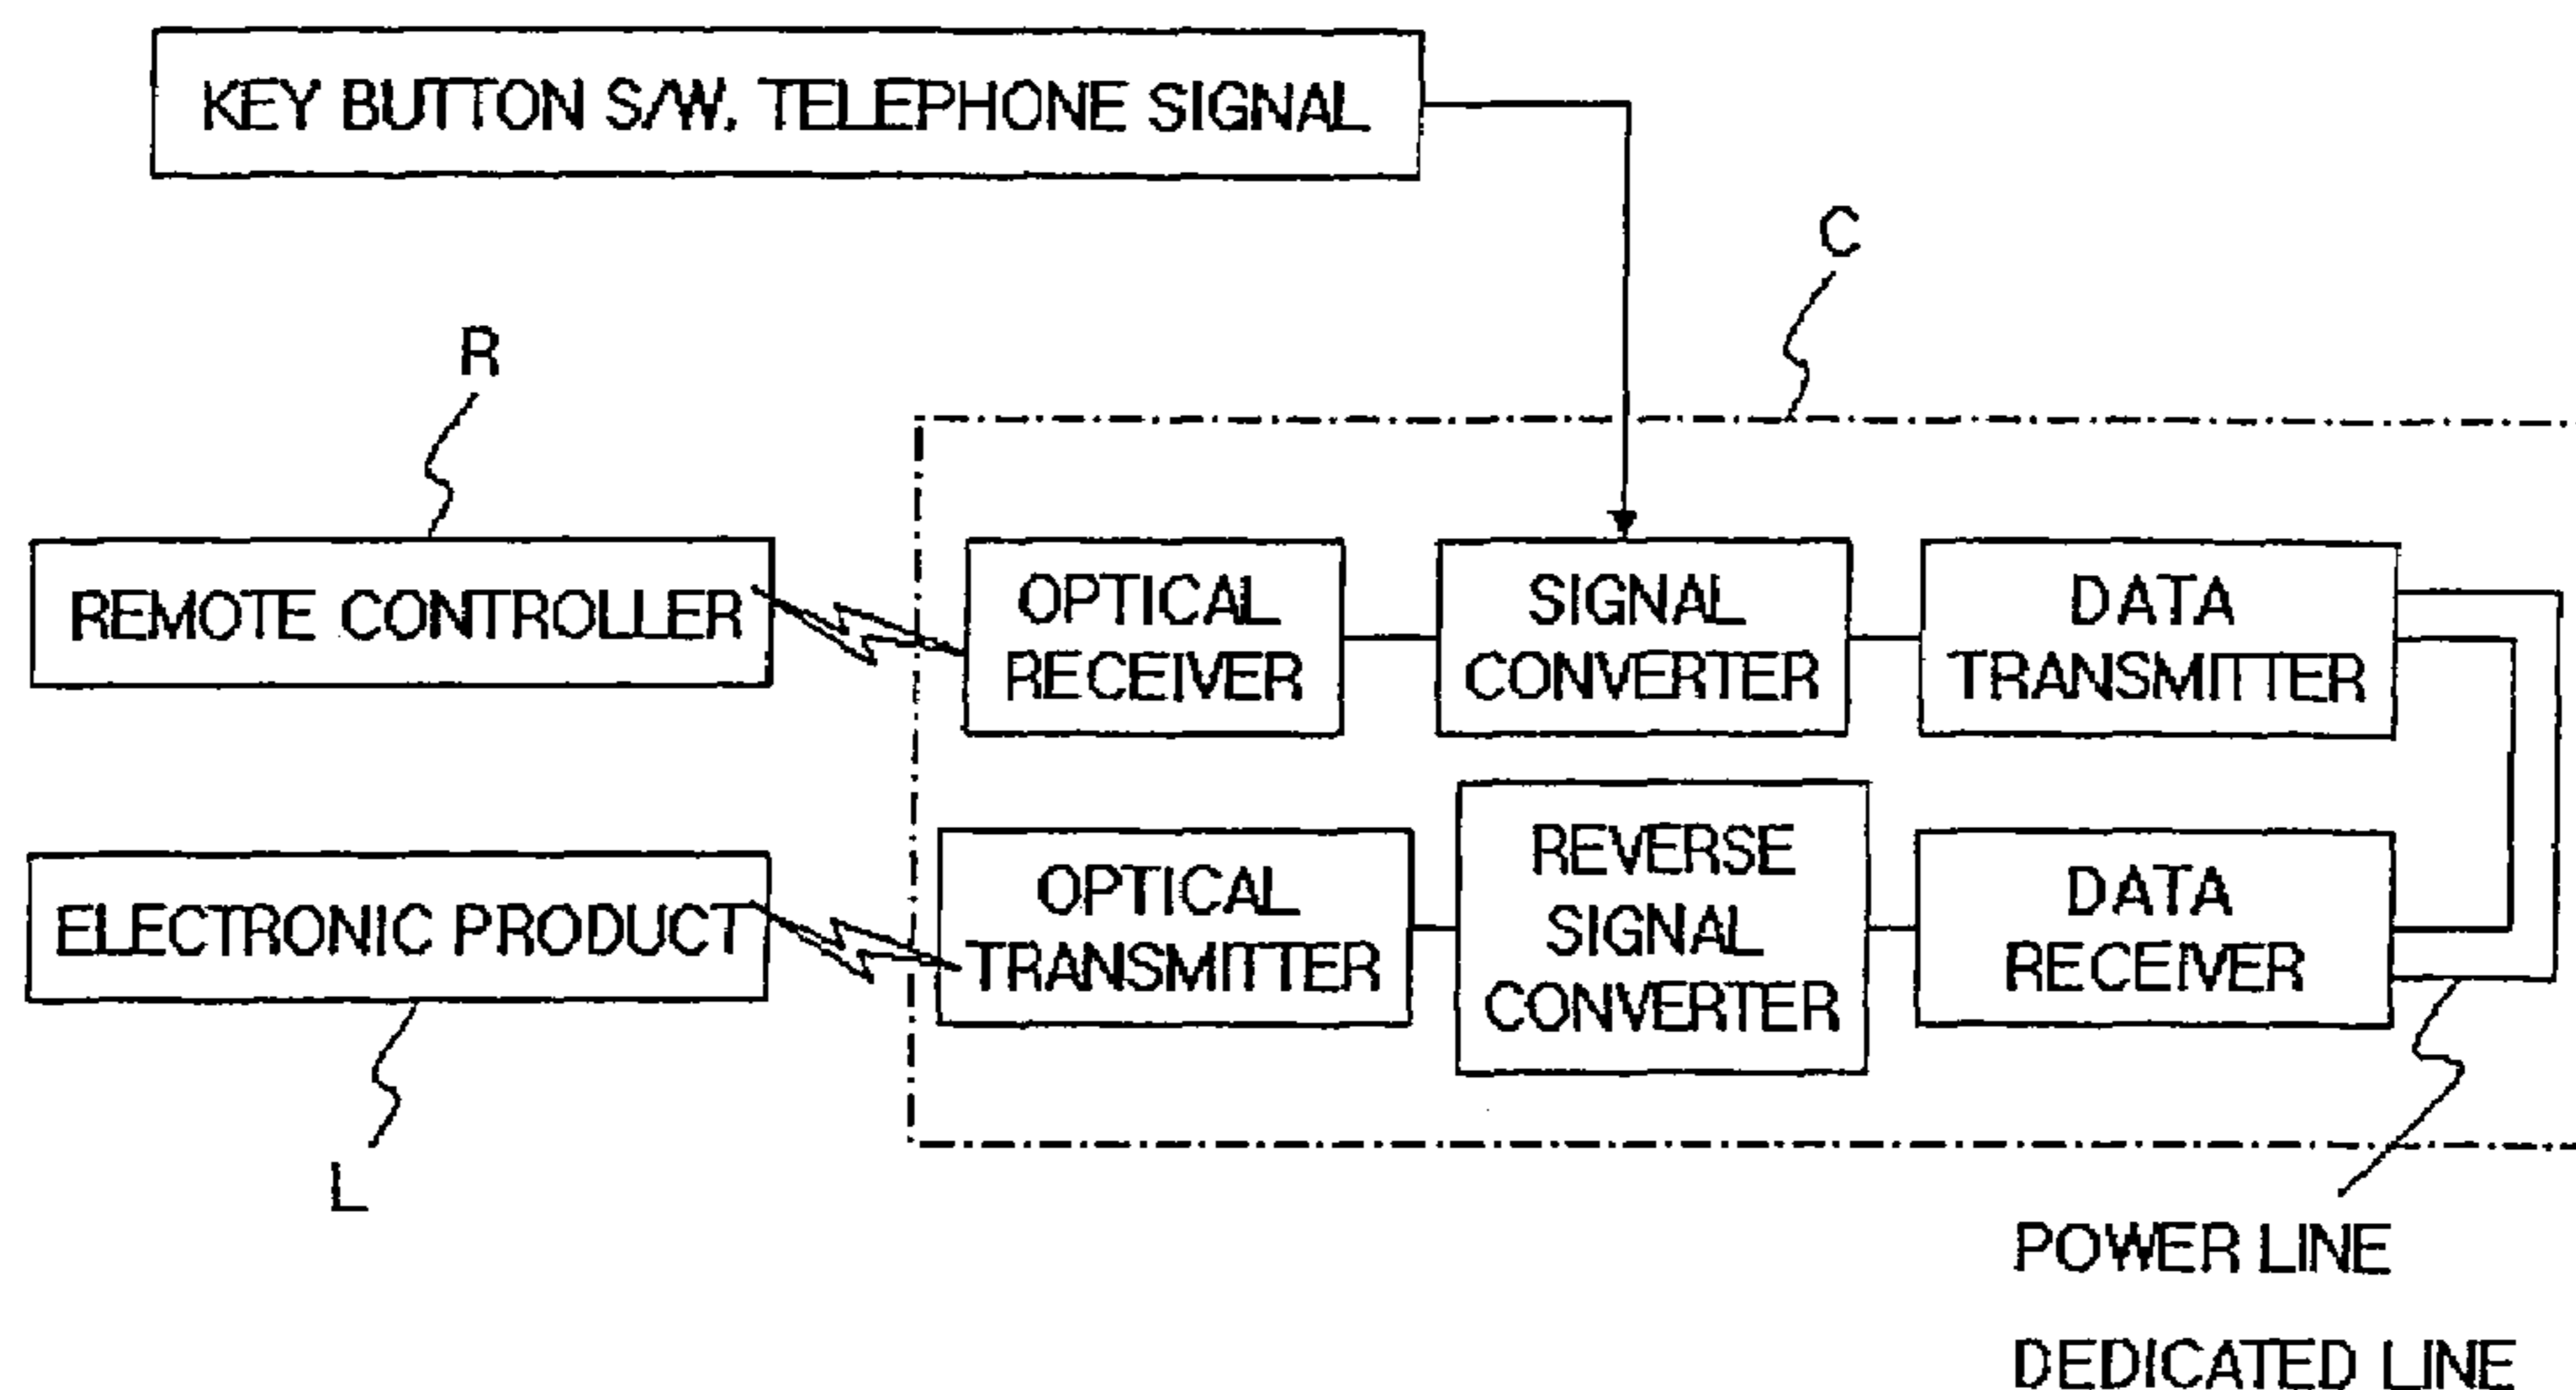 KEY BUTTON S/W, TELEPHONE SIGNAL
C
R
REMOTE CONTROLLER
OPTICAL
RECEIVER
SIGNAL
CONVERTER
DATA
TRANSMITTER
ELECTRONIC PRODUCT
OPTICAL
TRANSMITTER
REVERSE
SIGNAL
CONVERTER
DATA
RECEIVER
L
POWER LINE
DEDICATED LINE